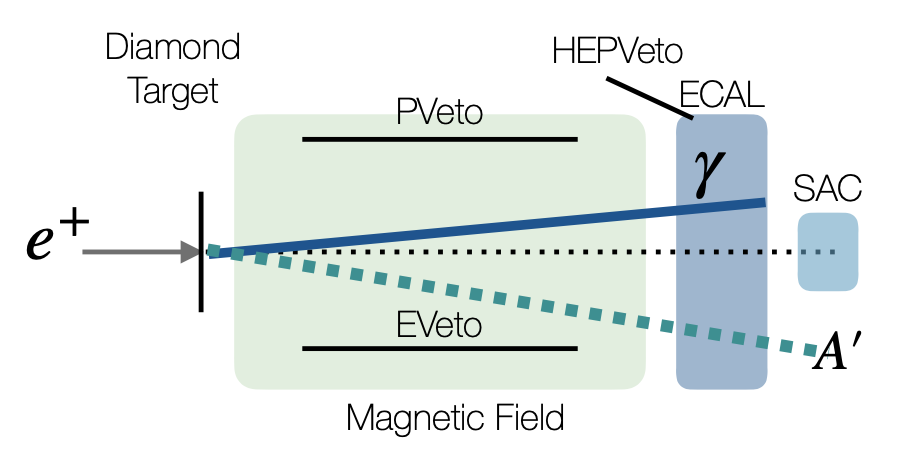 Diamond
Target
HEPVeto
ECAL
PVeto
γ
SAC
e⁺
EVeto
A′
Magnetic Field